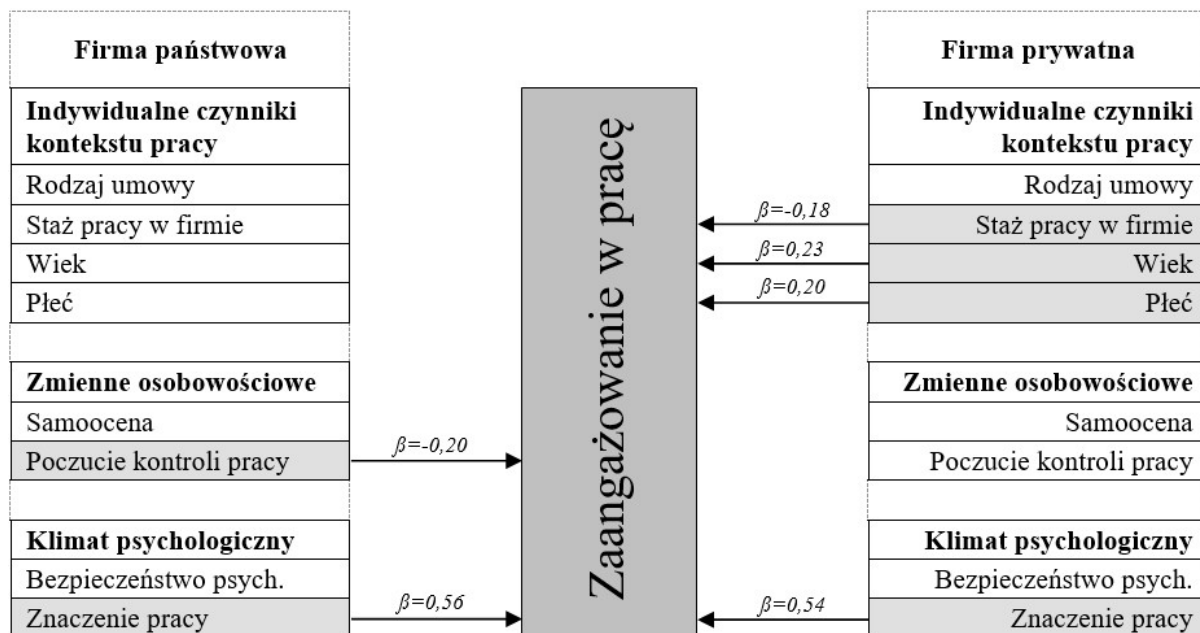 Firma państwowa
Indywidualne czynniki
kontekstu pracy
Rodzaj umowy
Staż pracy w firmie
Wiek
Płeć
Zmienne osobowościowe
Samoocena
Poczucie kontroli pracy
Klimat psychologiczny
Bezpieczeństwo psych.
Znaczenie pracy
β=-0,20
β=0,56
Zaangażowanie w pracę
β=-0,18
β=0,23
β=0,20
β=0,54
Firma prywatna
Indywidualne czynniki
kontekstu pracy
Rodzaj umowy
Staż pracy w firmie
Wiek
Płeć
Zmienne osobowościowe
Samoocena
Poczucie kontroli pracy
Klimat psychologiczny
Bezpieczeństwo psych.
Znaczenie pracy